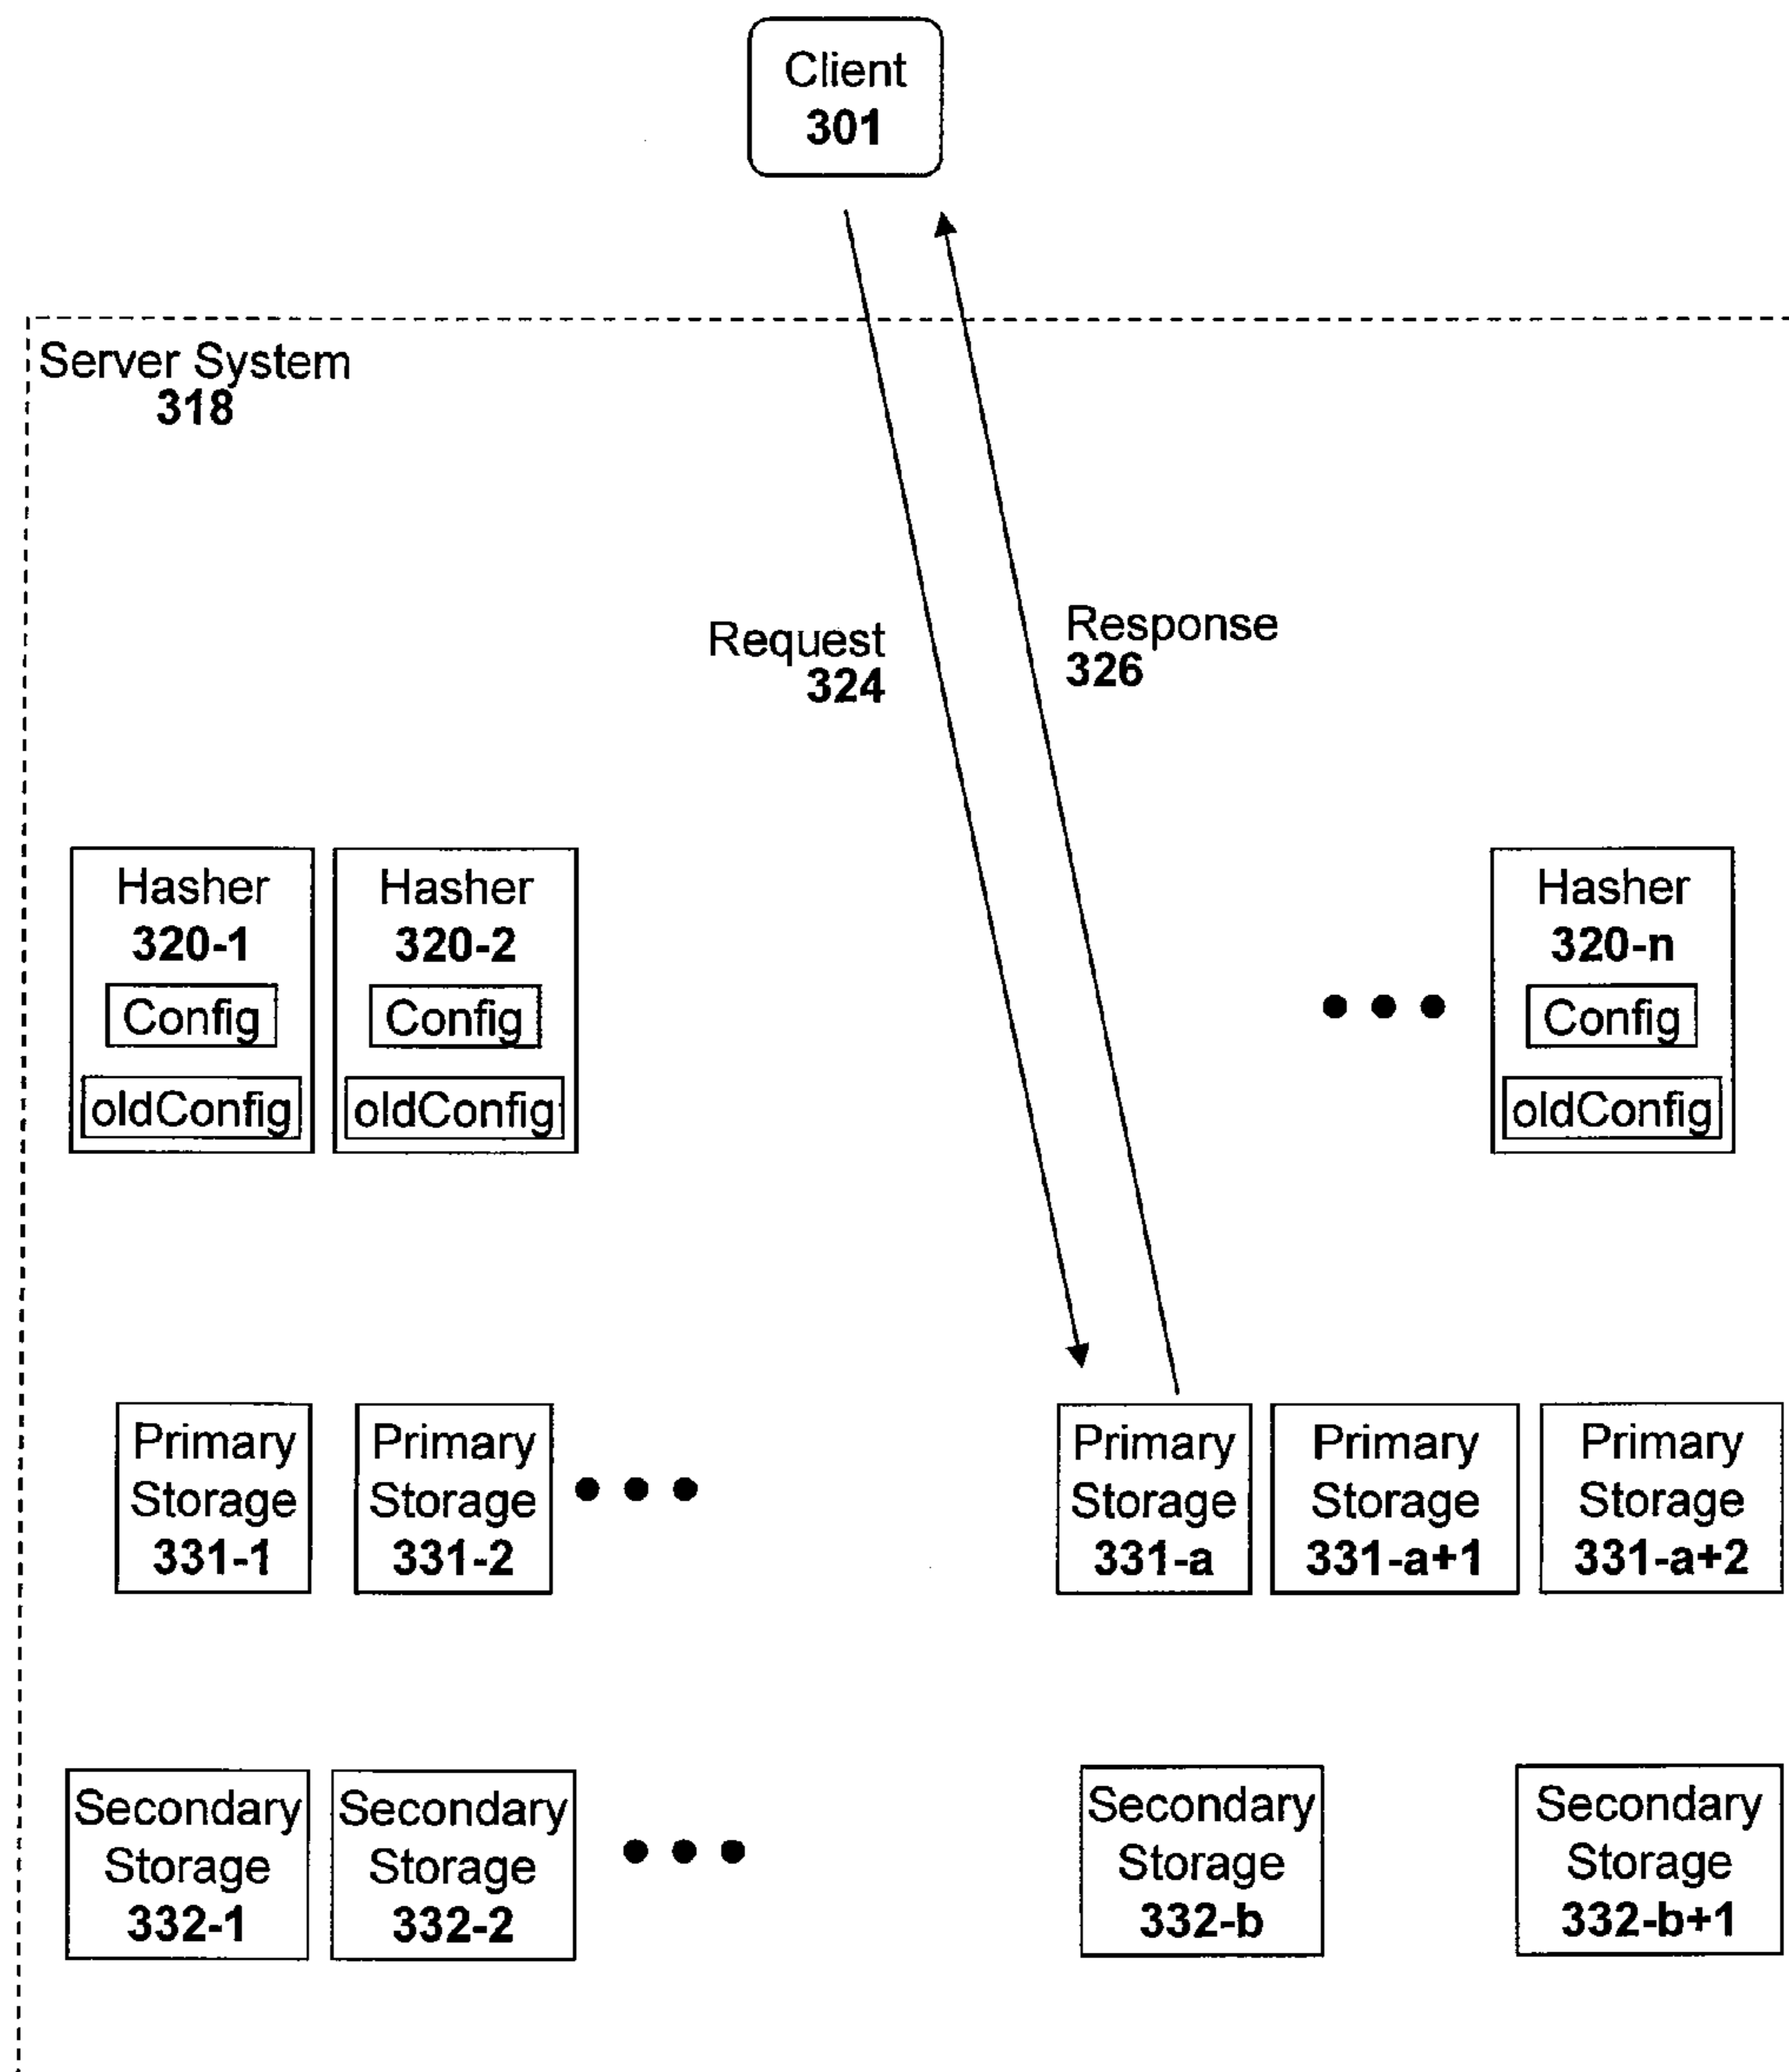 Client
301
Server System
318
Request
324
Response
326
Hasher
320-1
Config
oldConfig
Hasher
320-2
Config
oldConfig
Hasher
320-n
Config
oldConfig
Primary
Storage
331-1
Primary
Storage
331-2
Primary
Storage
331-a
Primary
Storage
331-a+1
Primary
Storage
331-a+2
Secondary
Storage
332-1
Secondary
Storage
332-2
Secondary
Storage
332-b
Secondary
Storage
332-b+1